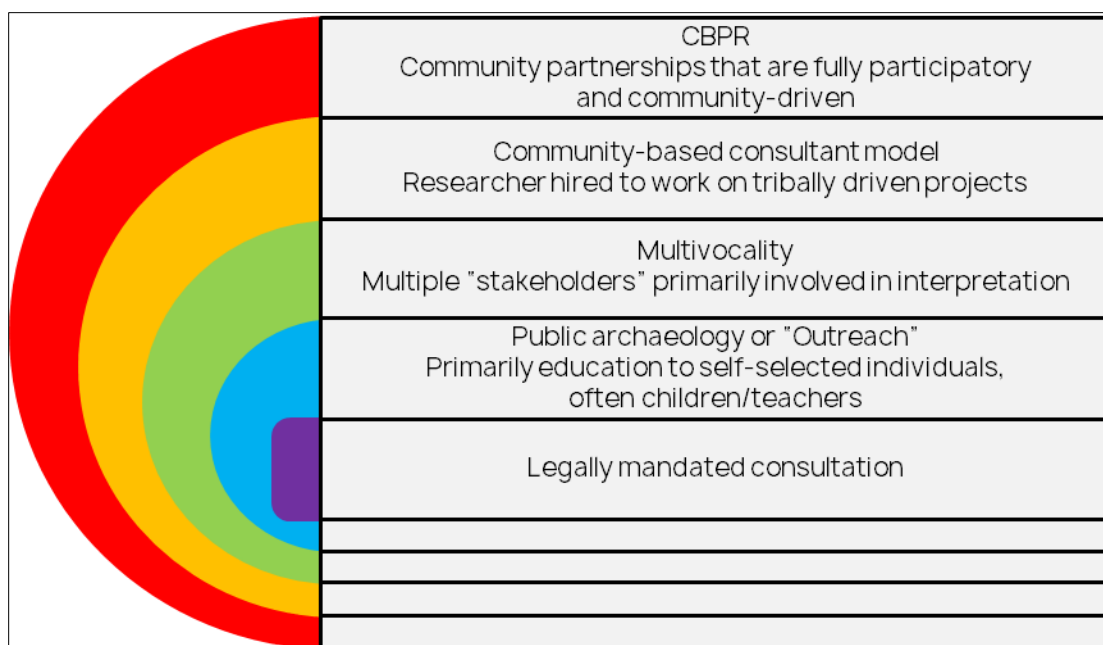 CBPR
Community partnerships that are fully participatory
and community-driven
Community-based consultant model
Researcher hired to work on tribally driven projects
Multivocality
Multiple "stakeholders" primarily involved in interpretation
Public archaeology or "Outreach"
Primarily education to self-selected individuals,
often children/teachers
Legally mandated consultation